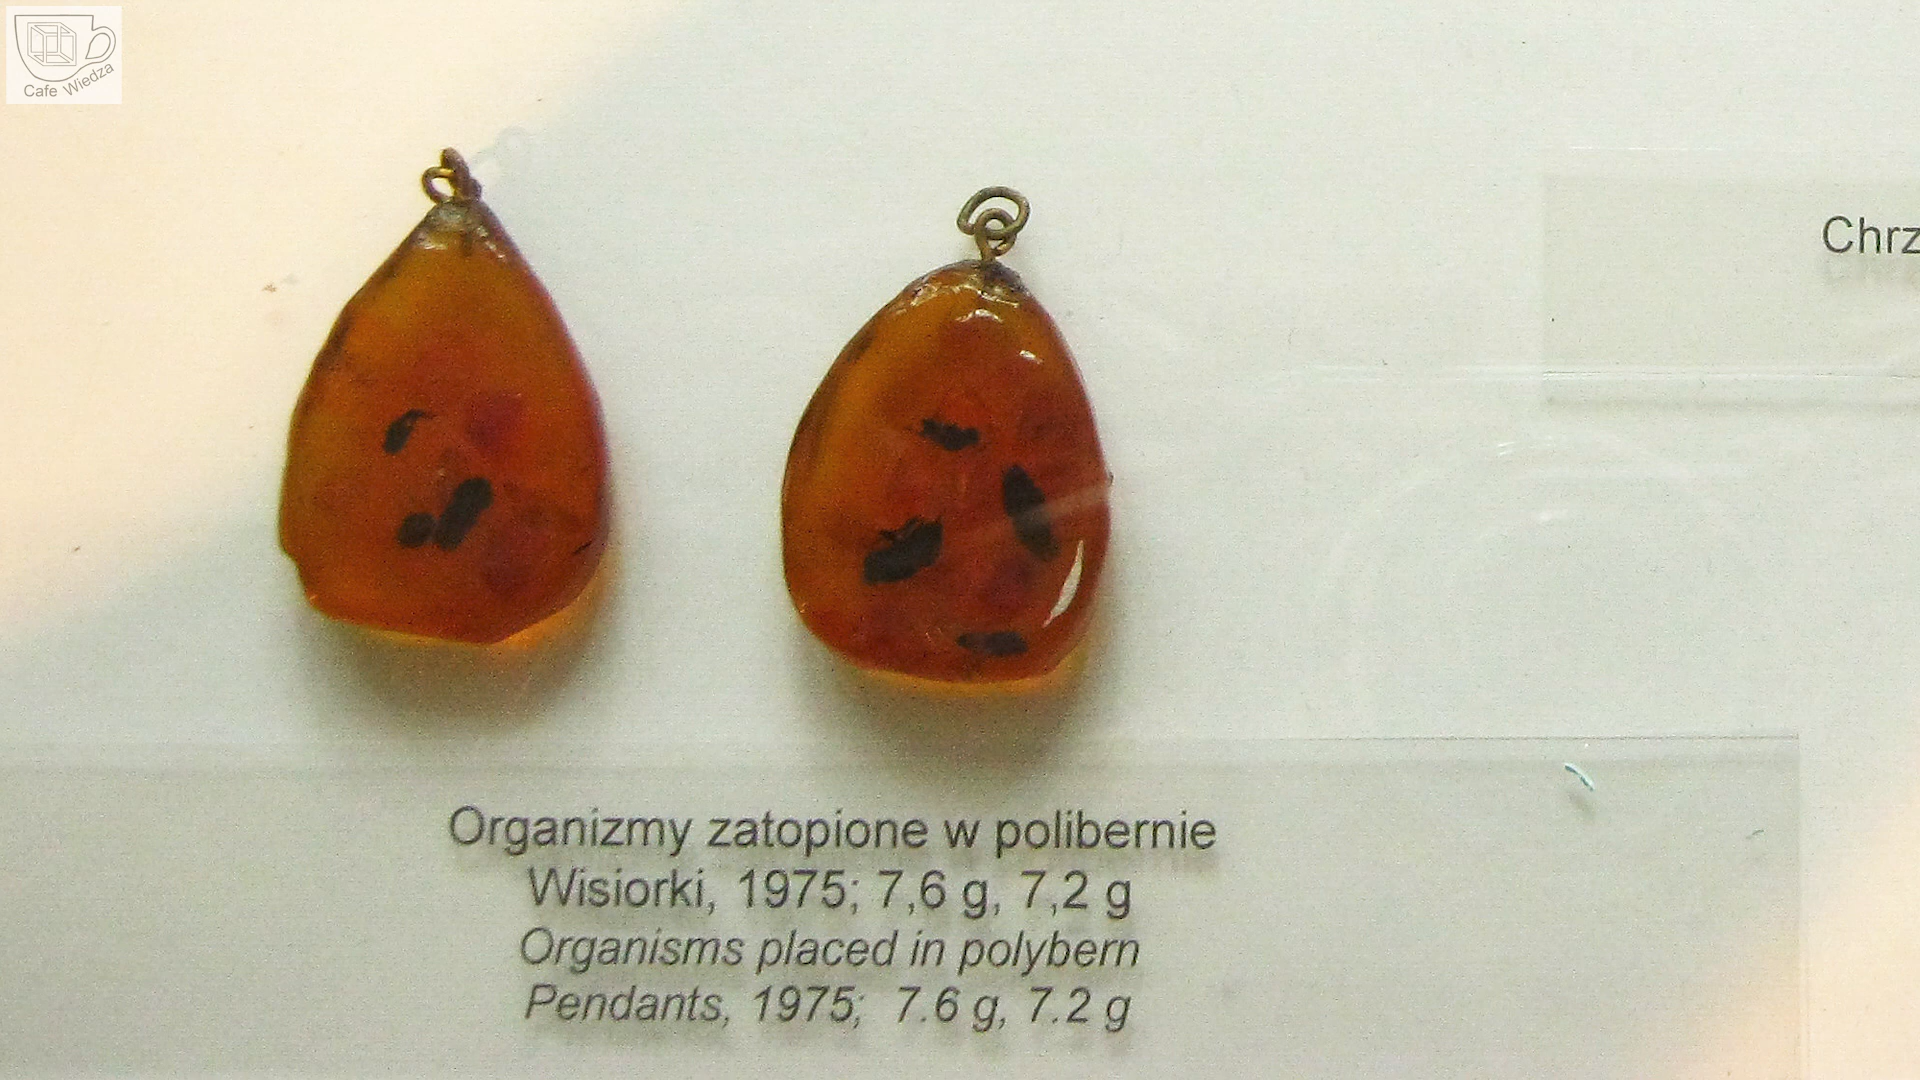 Cafe Wiedza
Chrz
Organizmy zatopione w polibernie
Wisiorki, 1975; 7,6 g, 7,2 g
Organisms placed in polybern
Pendants, 1975; 7.6 g, 7.2 g